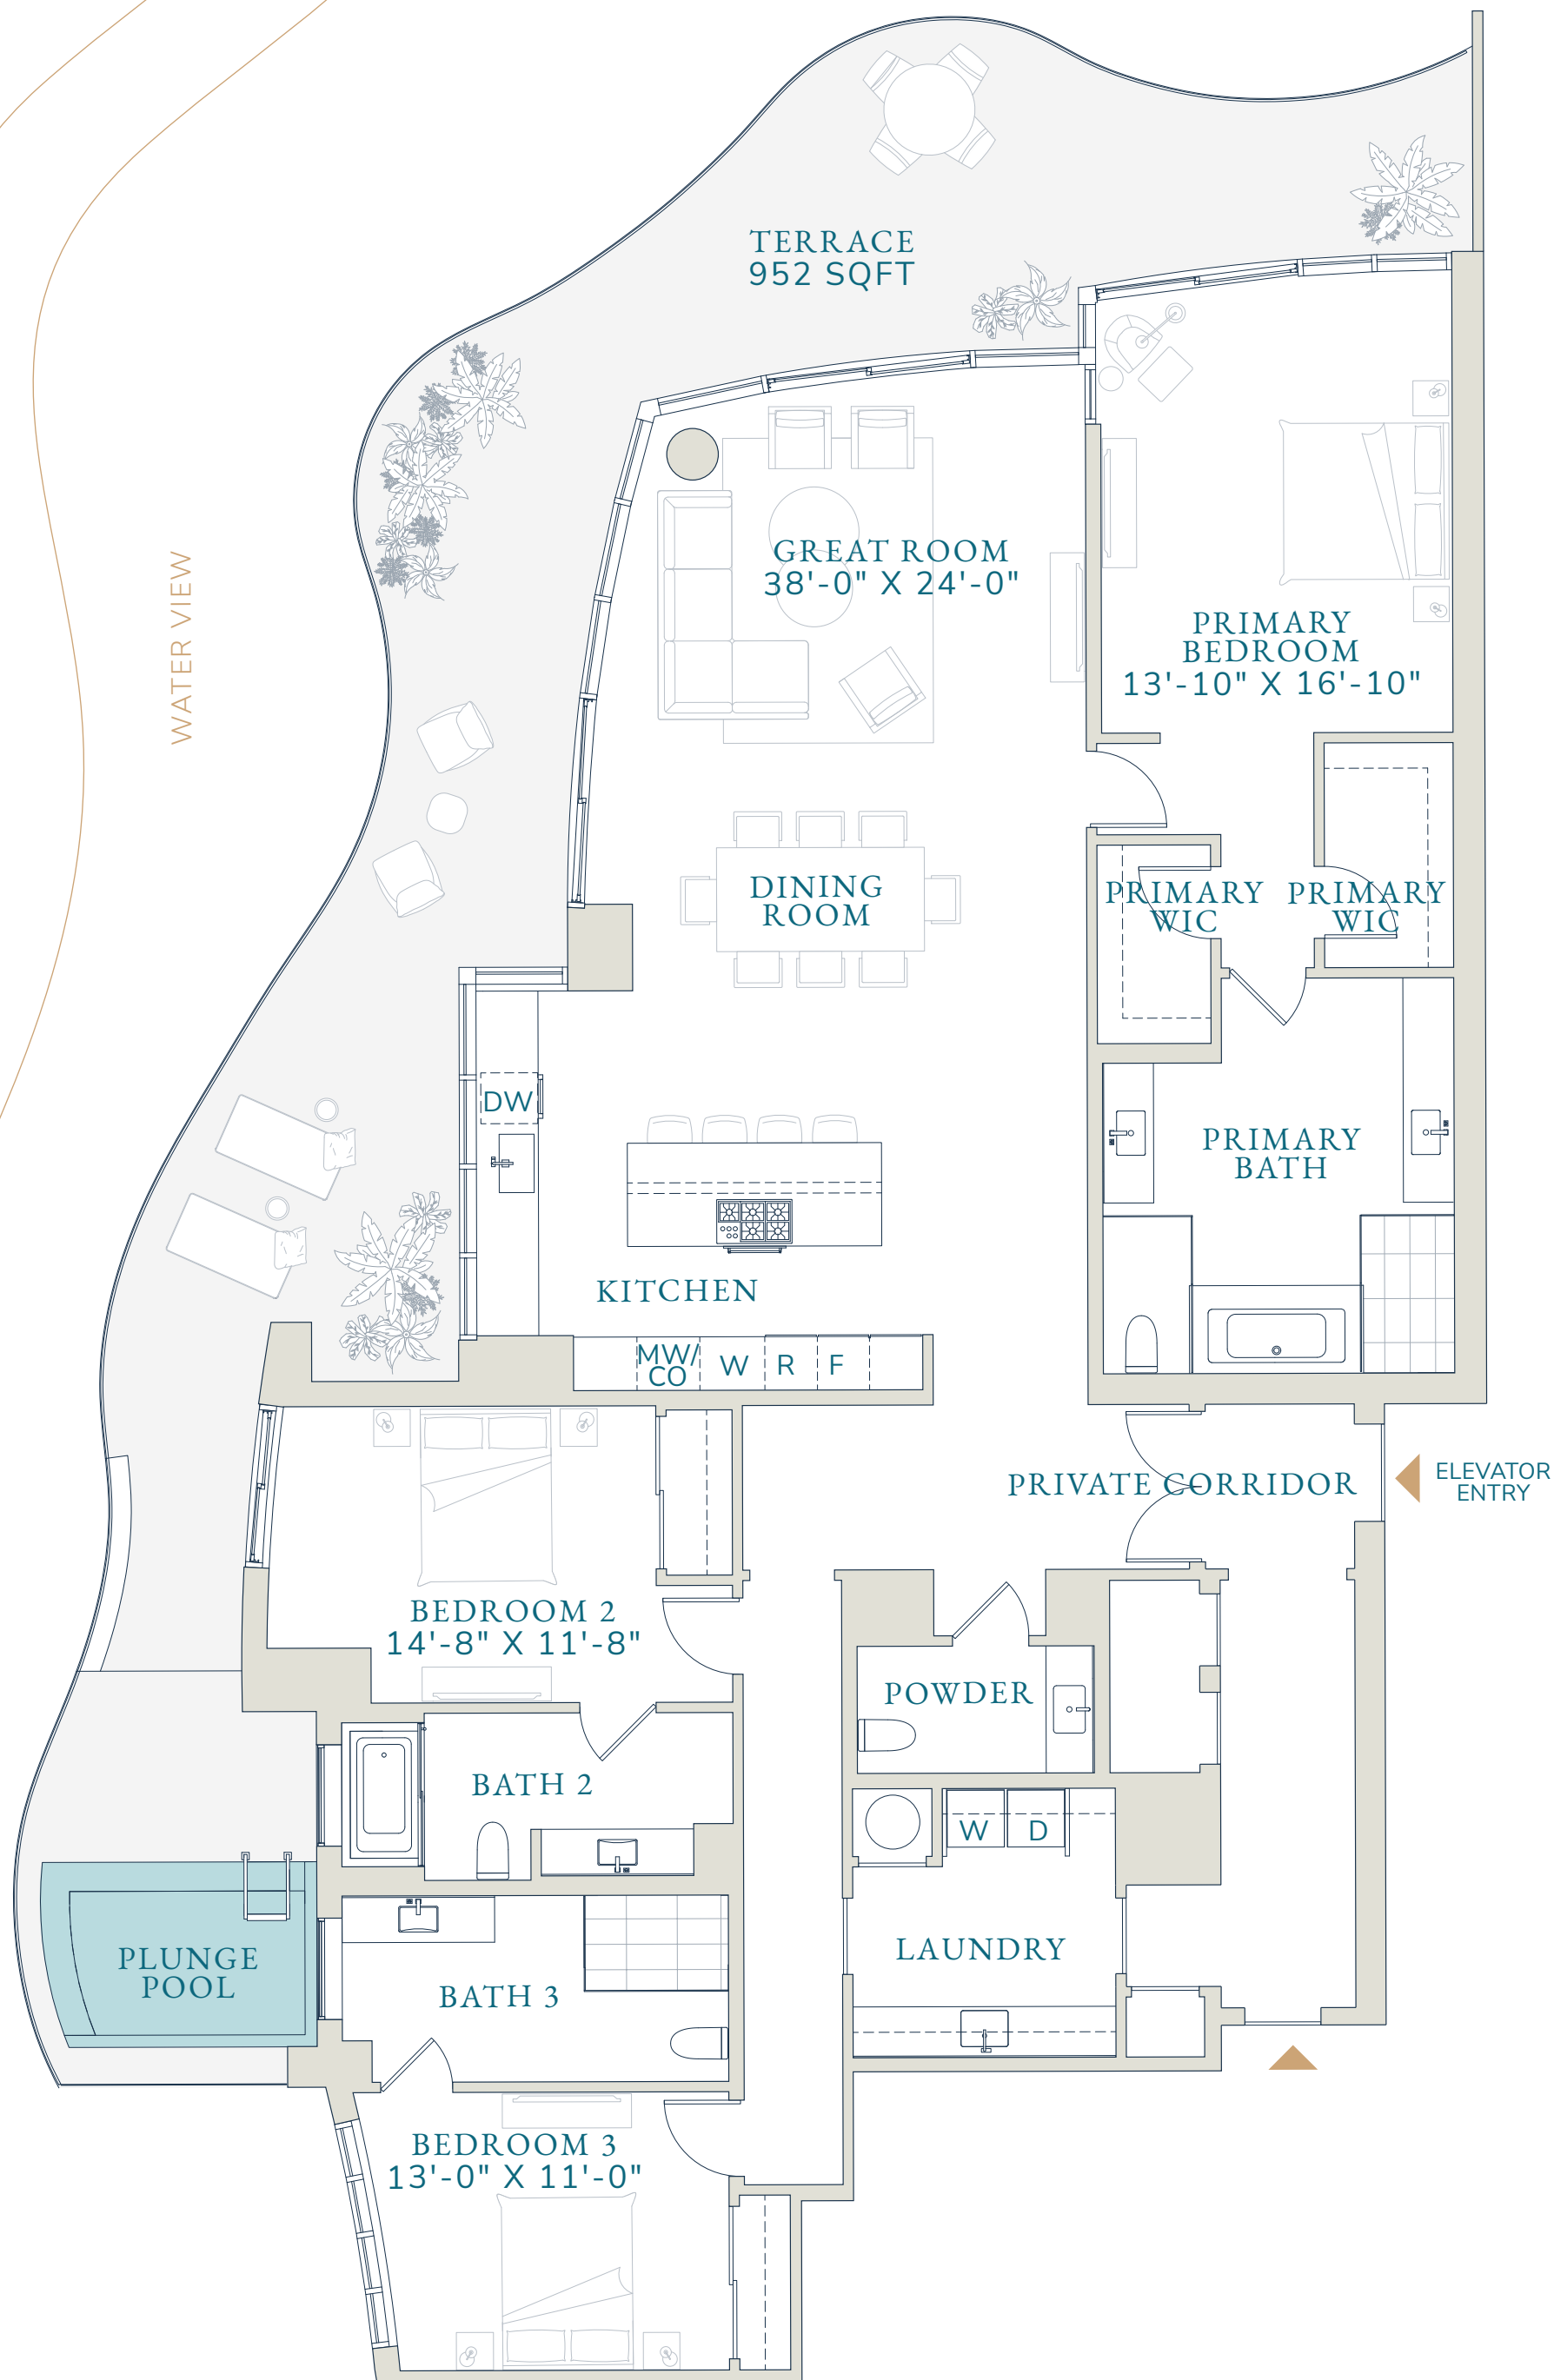 TERRACE
952 SQFT
WATER VIEW
GREAT ROOM
38'-0" X 24'-0"
PRIMARY
BEDROOM
13'-10" X 16'-10"
DINING
ROOM
PRIMARY
WIC
PRIMARY
WIC
DW
PRIMARY
BATH
KITCHEN
MW/
CO
W
R
F
PRIVATE CORRIDOR
ELEVATOR
ENTRY
BEDROOM 2
14'-8" X 11'-8"
POWDER
BATH 2
W
D
PLUNGE
POOL
LAUNDRY
BATH 3
BEDROOM 3
13'-0" X 11'-0"